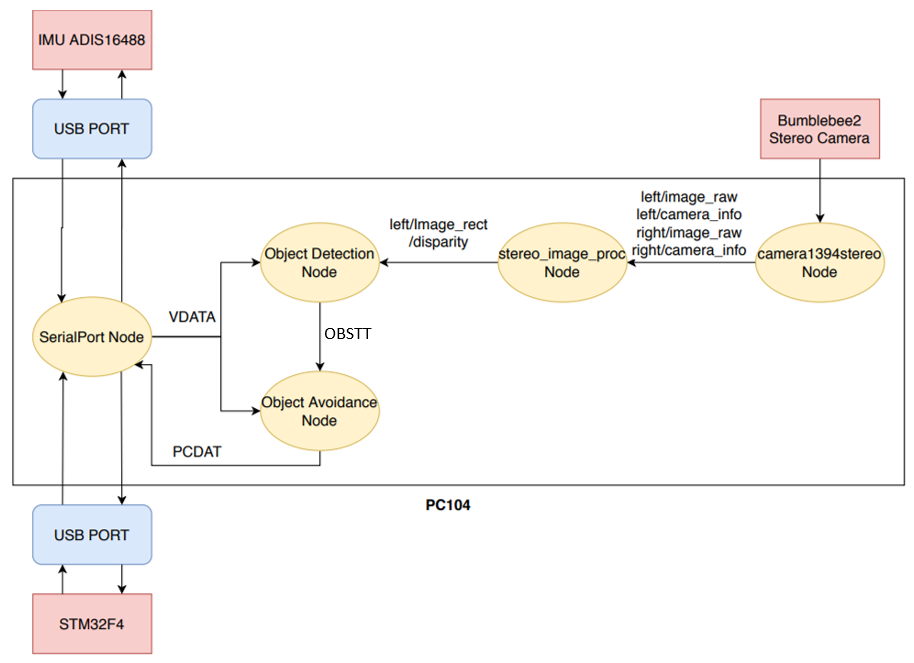 IMU ADIS16488
USB PORT
Bumblebee2
Stereo Camera
left/image_raw
left/camera_info
right/image_raw
right/camera_info
left/Image_rect
/disparity
Object Detection
Node
stereo_image_proc
Node
camera1394stereo
Node
VDATA
SerialPort Node
OBSTT
Object Avoidance
Node
PCDAT
PC104
USB PORT
STM32F4